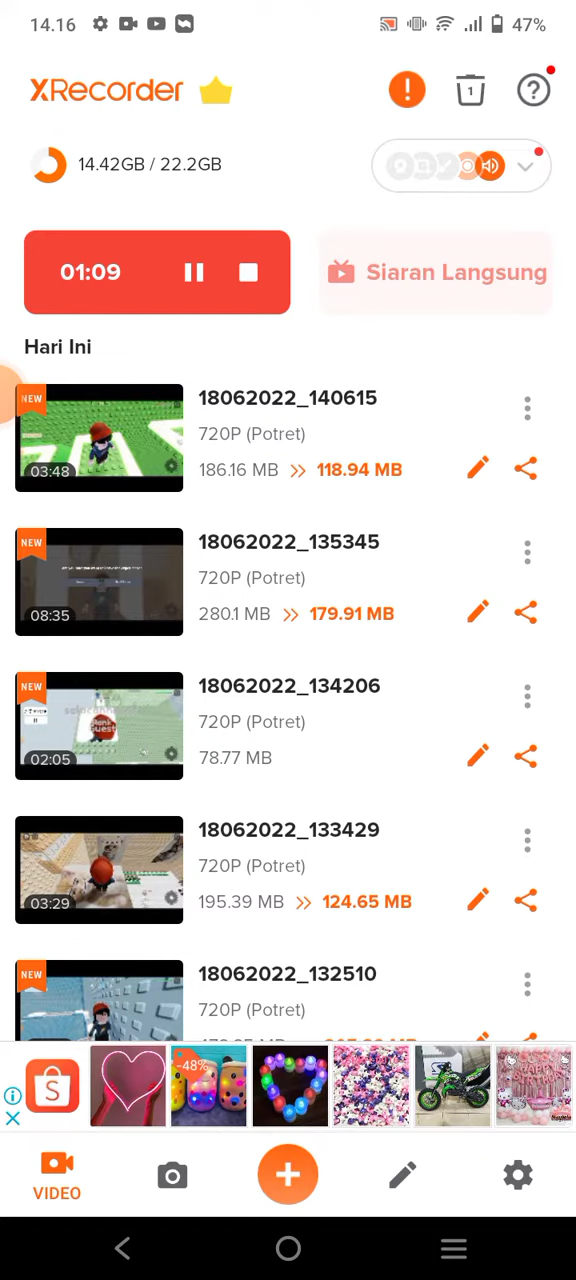 14.16
47%
XRecorder
1
14.42GB / 22.2GB
01:09
Siaran Langsung
Hari Ini
NEW
03:48
18062022_140615
720P (Potret)
186.16 MB >> 118.94 MB
NEW
08:35
18062022_135345
720P (Potret)
280.1 MB >> 179.91 MB
NEW
02:05
18062022_134206
720P (Potret)
78.77 MB
03:29
18062022_133429
720P (Potret)
195.39 MB >> 124.65 MB
NEW
18062022_132510
720P (Potret)
S
-48%
VIDEO